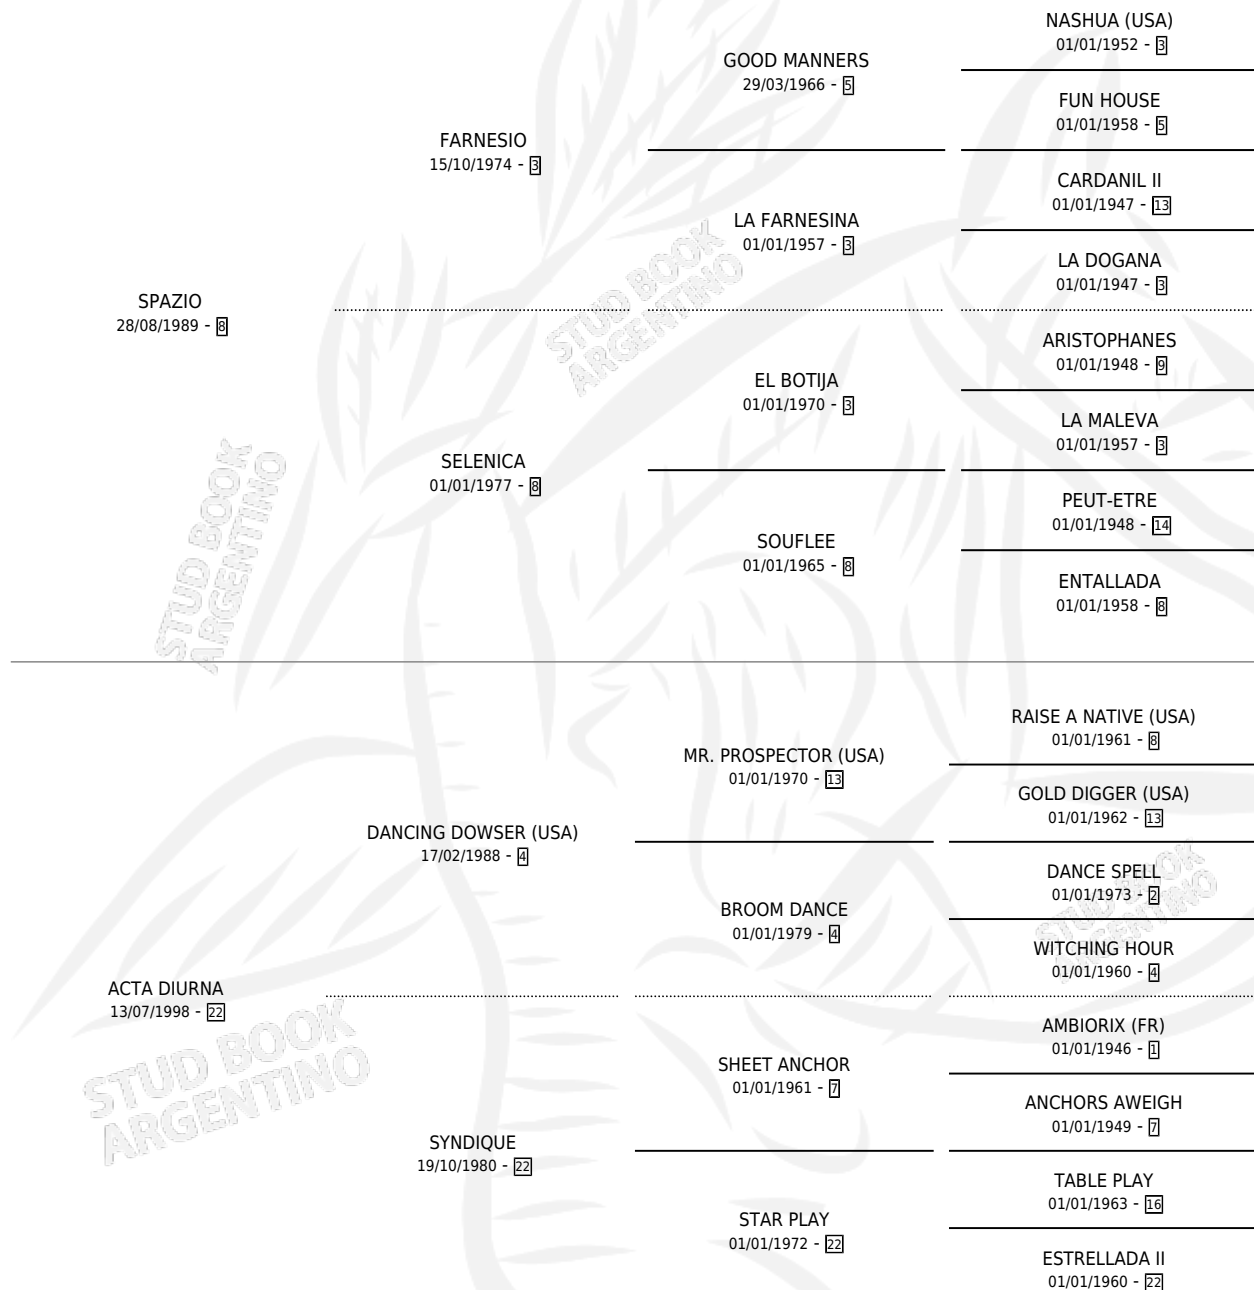 NASHUA (USA)
01/01/1952 - 3
GOOD MANNERS
29/03/1966 - 5
FUN HOUSE
01/01/1958 - 5
FARNESIO
15/10/1974 - 3
CARDANIL II
01/01/1947 - 13
LA FARNESINA
01/01/1957 - 3
LA DOGANA
01/01/1947 - 3
SPAZIO
28/08/1989 - 8
STUD BOOK
ARGENTINO
ARISTOPHANES
01/01/1948 - 9
EL BOTIJA
01/01/1970 - 3
LA MALEVA
01/01/1957 - 3
SELENICA
01/01/1977 - 8
PEUT-ETRE
01/01/1948 - 14
SOUFLEE
01/01/1965 - 8
ENTALLADA
01/01/1958 - 8
STUD BOOK
ARGENTINO
RAISE A NATIVE (USA)
01/01/1961 - 8
MR. PROSPECTOR (USA)
01/01/1970 - 13
GOLD DIGGER (USA)
01/01/1962 - 13
DANCING DOWSER (USA)
17/02/1988 - 4
DANCE SPELL
01/01/1973 - 2
BROOM DANCE
01/01/1979 - 4
WITCHING HOUR
01/01/1960 - 4
STUD BOOK
ARGENTINO
ACTA DIURNA
13/07/1998 - 22
AMBIORIX (FR)
01/01/1946 - 1
SHEET ANCHOR
01/01/1961 - 7
ANCHORS AWEIGH
01/01/1949 - 7
STUD BOOK
ARGENTINO
SYNDIQUE
19/10/1980 - 22
TABLE PLAY
01/01/1963 - 16
STAR PLAY
01/01/1972 - 22
ESTRELLADA II
01/01/1960 - 22